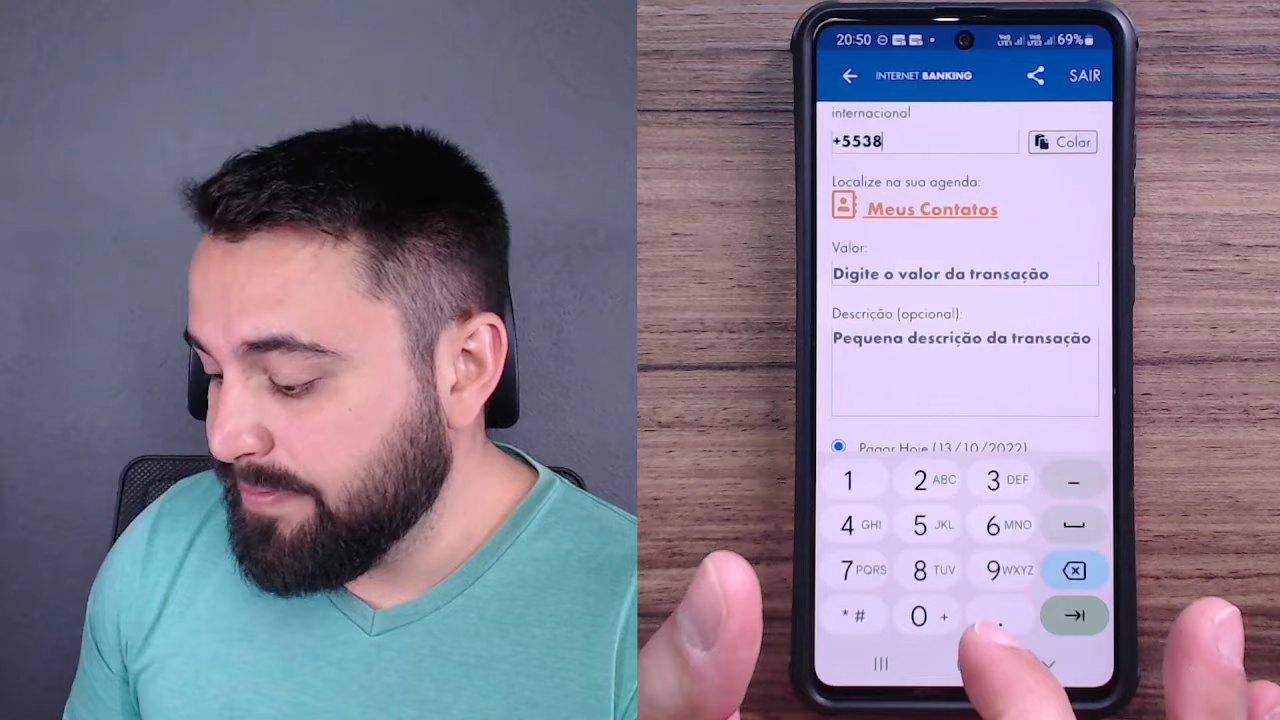 20:50
69%
INTERNET BANKING
SAIR
internacional
+5538
Colar
Localize na sua agenda:
Meus Contatos
Valor:
Digite o valor da transação
Descrição (opcional):
Pequena descrição da transação
Pagar Hoje (13/10/2022)
1 2 ABC 3 DEF –
4 GHI 5 JKL 6 MNO
7 PQRS 8 TUV 9 WXYZ
* # 0 + .